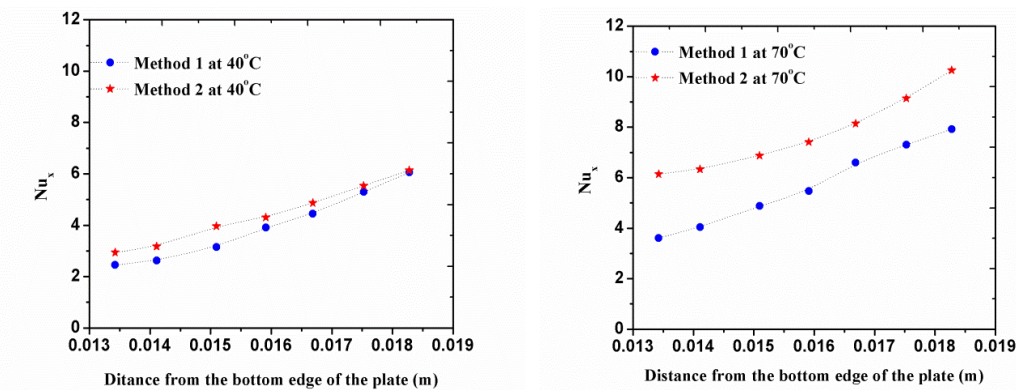 12
10
8
6
4
2
0
Nuₓ
Method 1 at 40°C
Method 2 at 40°C
0.013 0.014 0.015 0.016 0.017 0.018 0.019
Ditance from the bottom edge of the plate (m)
12
10
8
6
4
2
0
Nuₓ
Method 1 at 70°C
Method 2 at 70°C
0.013 0.014 0.015 0.016 0.017 0.018 0.019
Distance from the bottom edge of the plate (m)